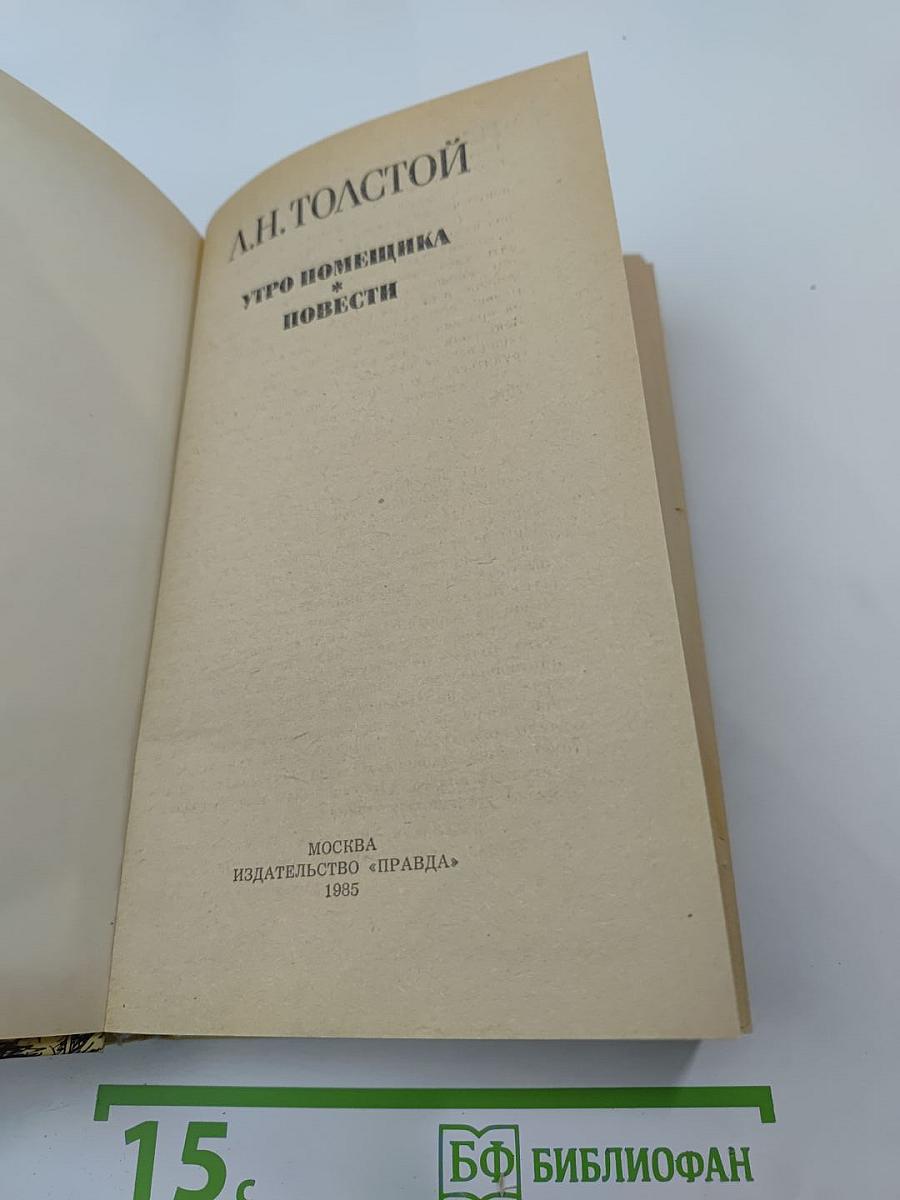 Л.Н. ТОЛСТОЙ
УТРО ПОМЕЩИКА
*
ПОВЕСТИ
МОСКВА
ИЗДАТЕЛЬСТВО «ПРАВДА»
1985
15 с
БФ БИБЛИОФАН